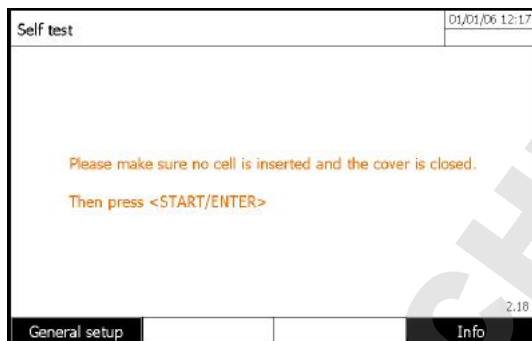 Self test
01/01/06 12:17
Please make sure no cell is inserted and the cover is closed.
Then press <START/ENTER>
2.18
General setup
Info